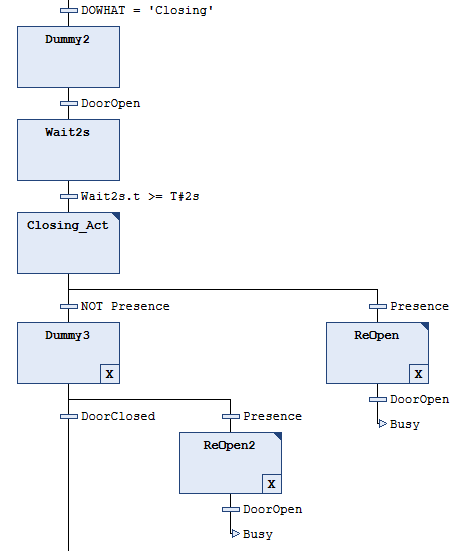 DOWHAT = 'Closing'
Dummy2
DoorOpen
Wait2s
Wait2s.t >= T#2s
Closing_Act
NOT Presence
Presence
Dummy3
ReOpen
X
X
DoorOpen
DoorClosed
Presence
Busy
ReOpen2
X
DoorOpen
Busy